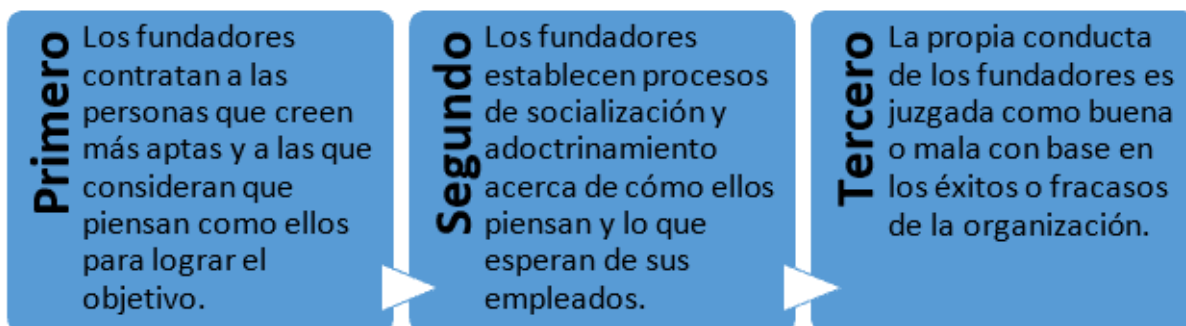 Primero
Los fundadores
contratan a las
personas que creen
más aptas y a las que
consideran que
piensan como ellos
para lograr el
objetivo.
Segundo
Los fundadores
establecen procesos
de socialización y
adoctrinamiento
acerca de cómo ellos
piensan y lo que
esperan de sus
empleados.
Tercero
La propia conducta
de los fundadores es
juzgada como buena
o mala con base en
los éxitos o fracasos
de la organización.